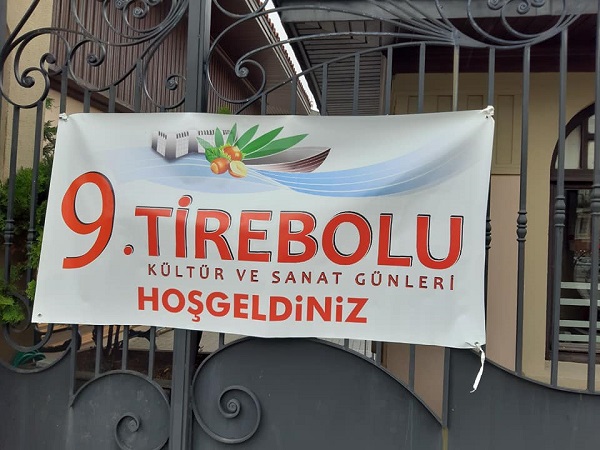 9.TİREBOLU
KÜLTÜR VE SANAT GÜNLERİ
HOŞGELDİNİZ